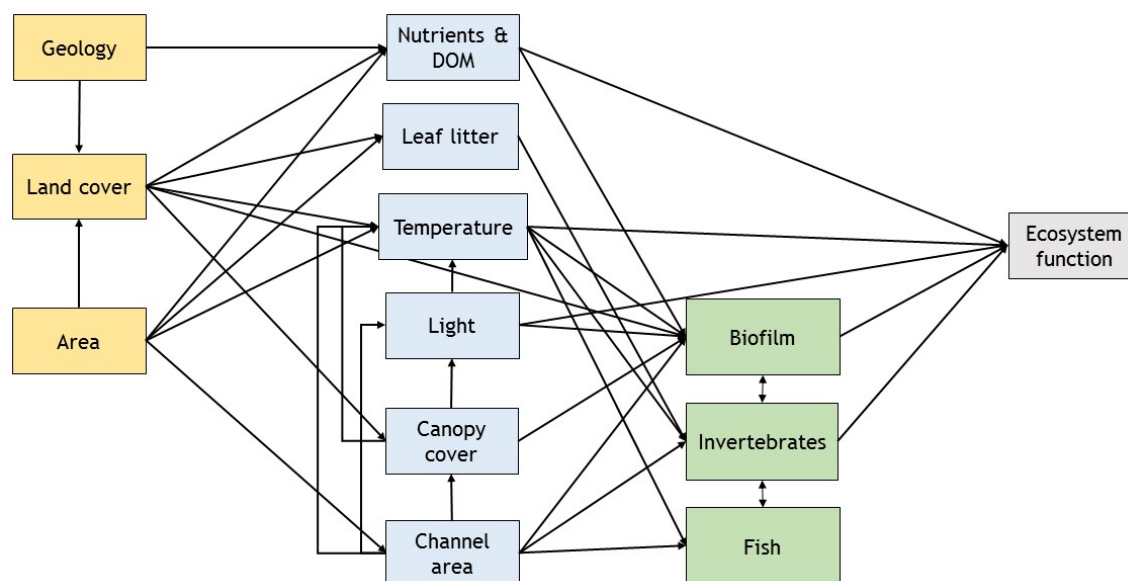 Geology
Land cover
Area
Nutrients &
DOM
Leaf litter
Temperature
Light
Canopy
cover
Channel
area
Biofilm
Invertebrates
Fish
Ecosystem
function